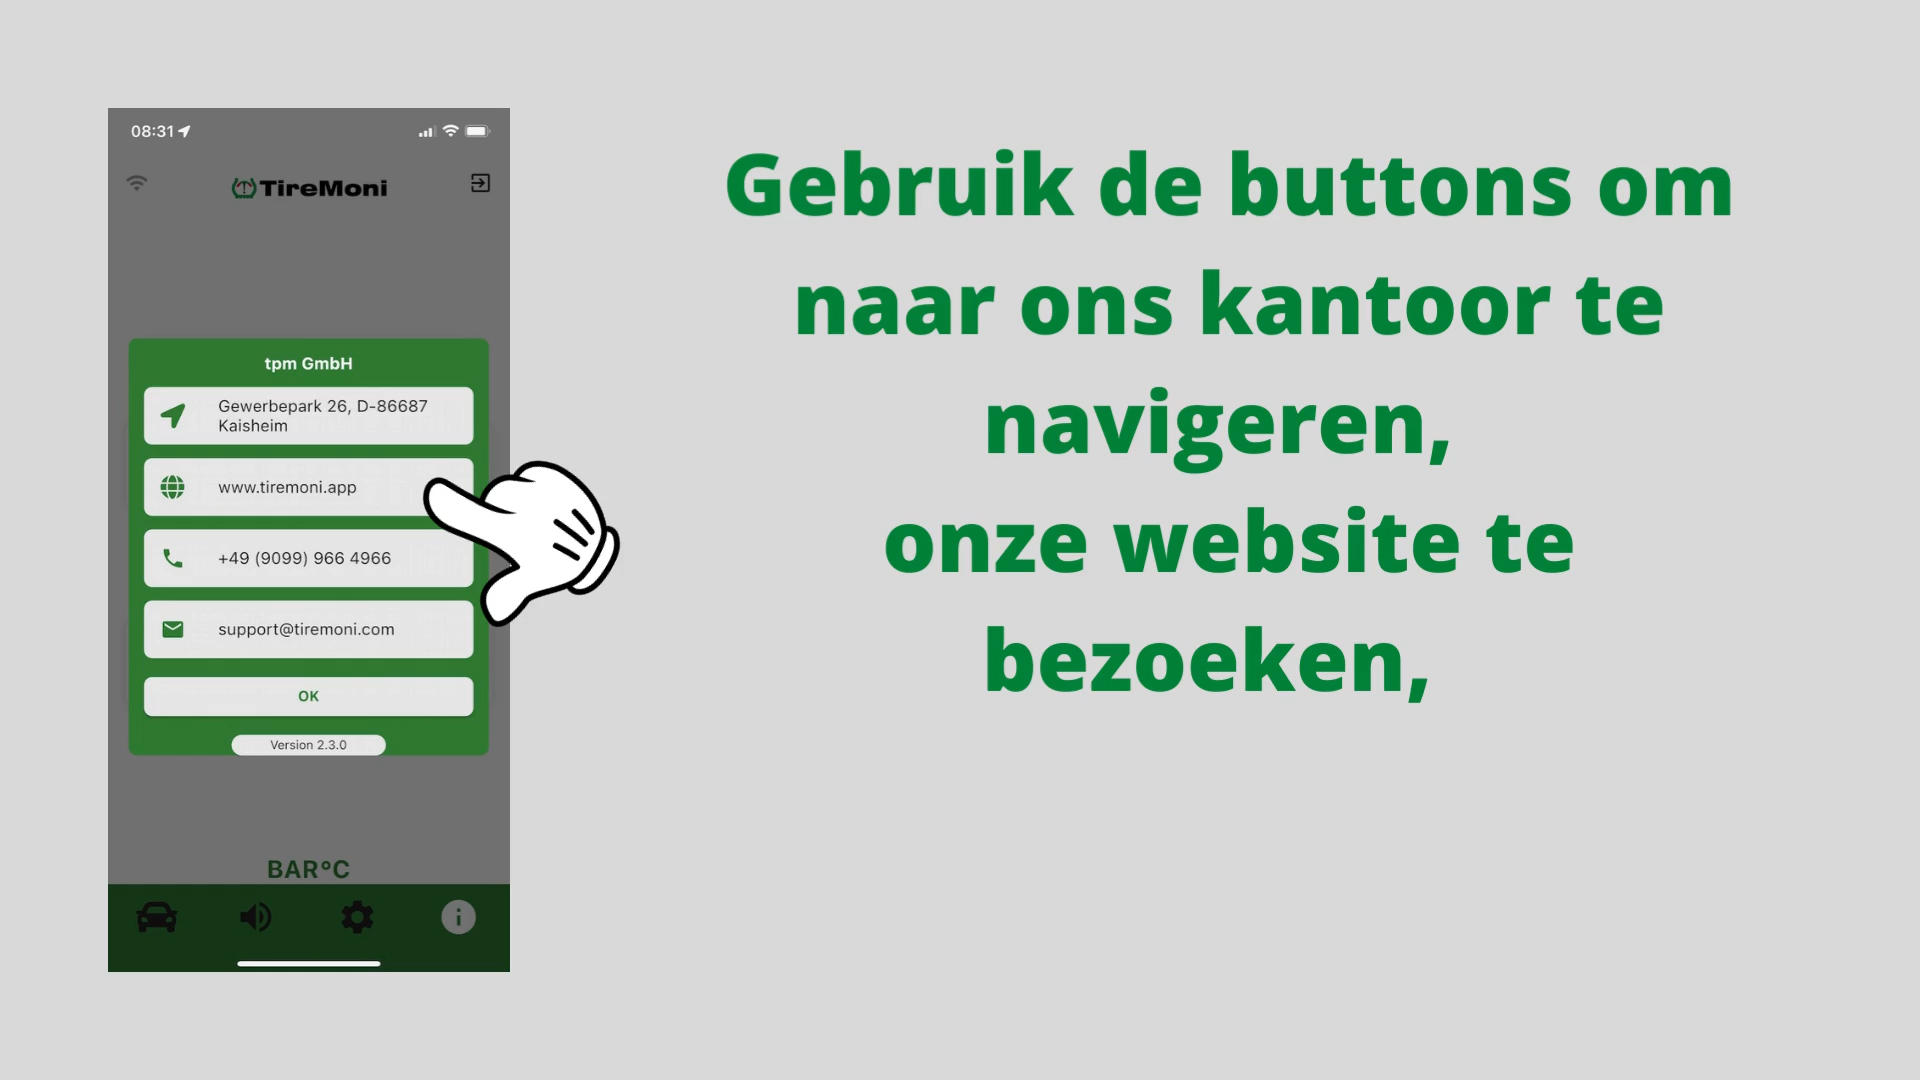 08:31
TireMoni
tpm GmbH
Gewerbepark 26, D-86687
Kaisheim
www.tiremoni.app
+49 (9099) 966 4966
support@tiremoni.com
OK
Version 2.3.0
BAR°C
Gebruik de buttons om
naar ons kantoor te
navigeren,
onze website te
bezoeken,